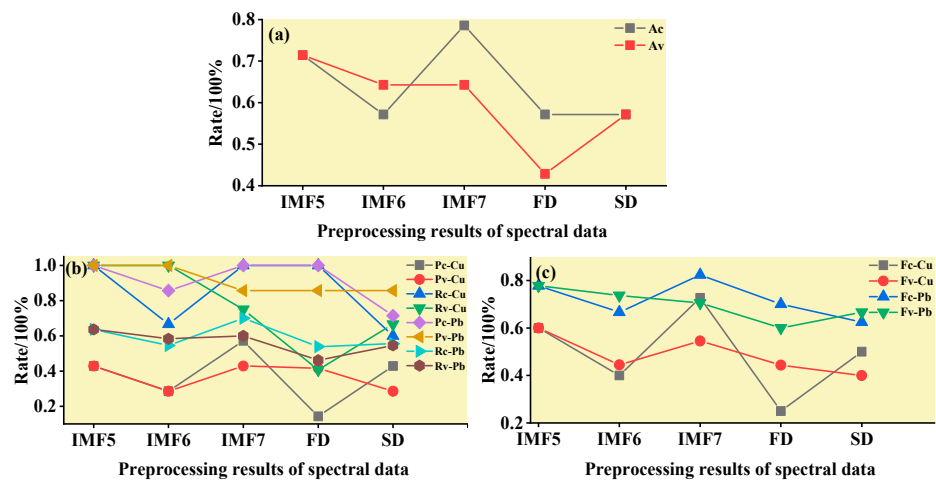 (a)
Ac
Av
Rate/100%
0.8
0.7
0.6
0.5
0.4
IMF5 IMF6 IMF7 FD SD
Preprocessing results of spectral data
(b)
Pc-Cu
Pv-Cu
Rc-Cu
Rv-Cu
Pc-Pb
Pv-Pb
Rc-Pb
Rv-Pb
Rate/100%
1.0
0.8
0.6
0.4
0.2
IMF5 IMF6 IMF7 FD SD
Preprocessing results of spectral data
(c)
Fc-Cu
Fv-Cu
Fc-Pb
Fv-Pb
Rate/100%
0.8
0.6
0.4
0.2
IMF5 IMF6 IMF7 FD SD
Preprocessing results of spectral data